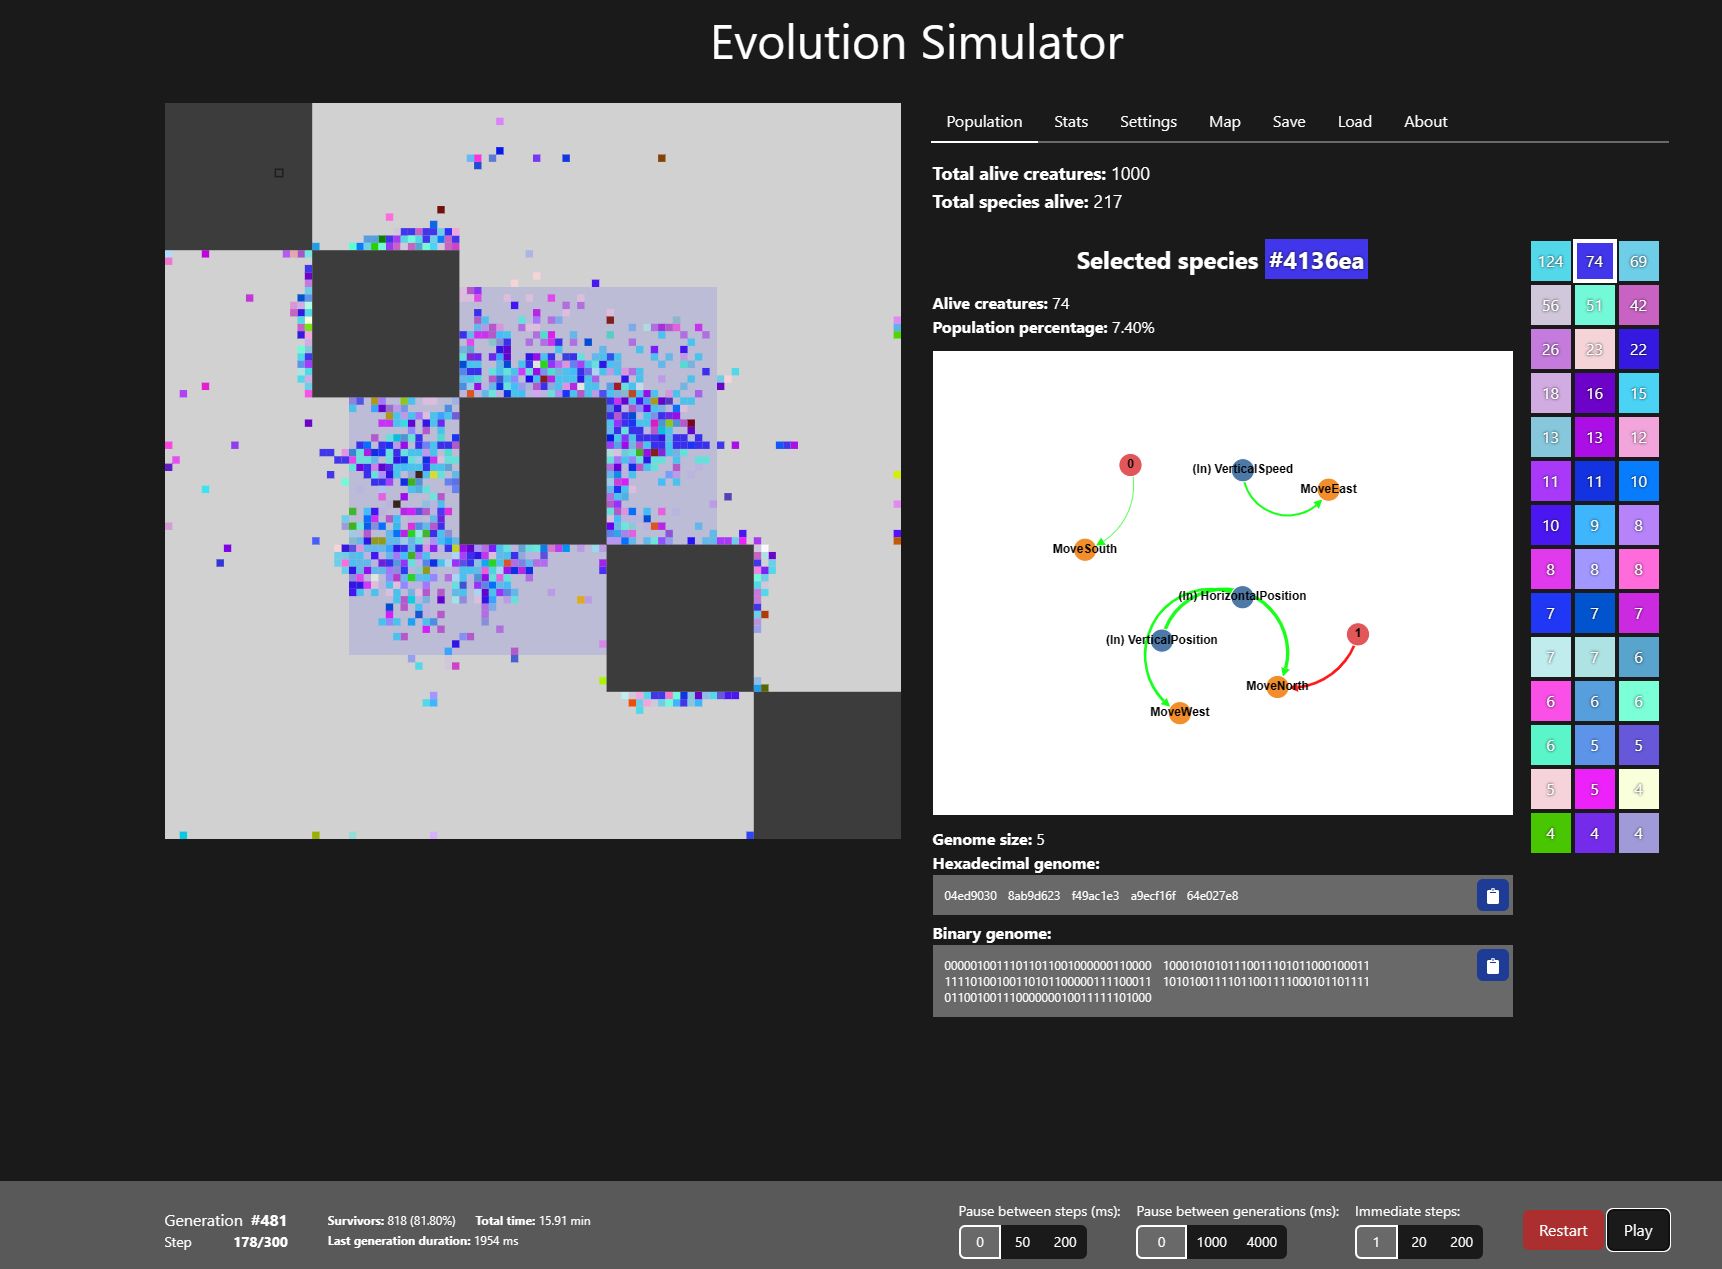 Evolution Simulator
Population Stats Settings Map Save Load About
Total alive creatures: 1000
Total species alive: 217
Selected species #4136ea
Alive creatures: 74
Population percentage: 7.40%
0
(In) VerticalSpeed
MoveEast
MoveSouth
(In) HorizontalPosition
(In) VerticalPosition
1
MoveNorth
MoveWest
Genome size: 5
Hexadecimal genome:
04ed9030 8ab9d623 f49ac1e3 a9ecf16f 64e027e8
Binary genome:
00000100111011011001000000110000 10001010101110011101011000100011
11110100100110101100000111100011 10101001111011001111000101101111
01100100111000000010011111101000
124 74 69
56 51 42
26 23 22
18 16 15
13 13 12
11 11 10
10 9 8
8 8 8
7 7 7
7 7 6
6 6 6
6 5 5
5 5 4
4 4 4
Generation #481
Step 178/300
Survivors: 818 (81.80%) Total time: 15.91 min
Last generation duration: 1954 ms
Pause between steps (ms): Pause between generations (ms): Immediate steps:
0 50 200 0 1000 4000 1 20 200
Restart Play